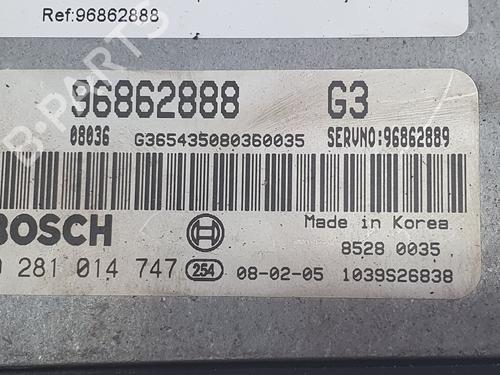 Ref:96862888
B-PARTS
96862888 G3
08036 G365435080360035 SERVNO:96862889
BOSCH
Made in Korea
8528 0035
0 281 014 747 254 08-02-05 1039S26838